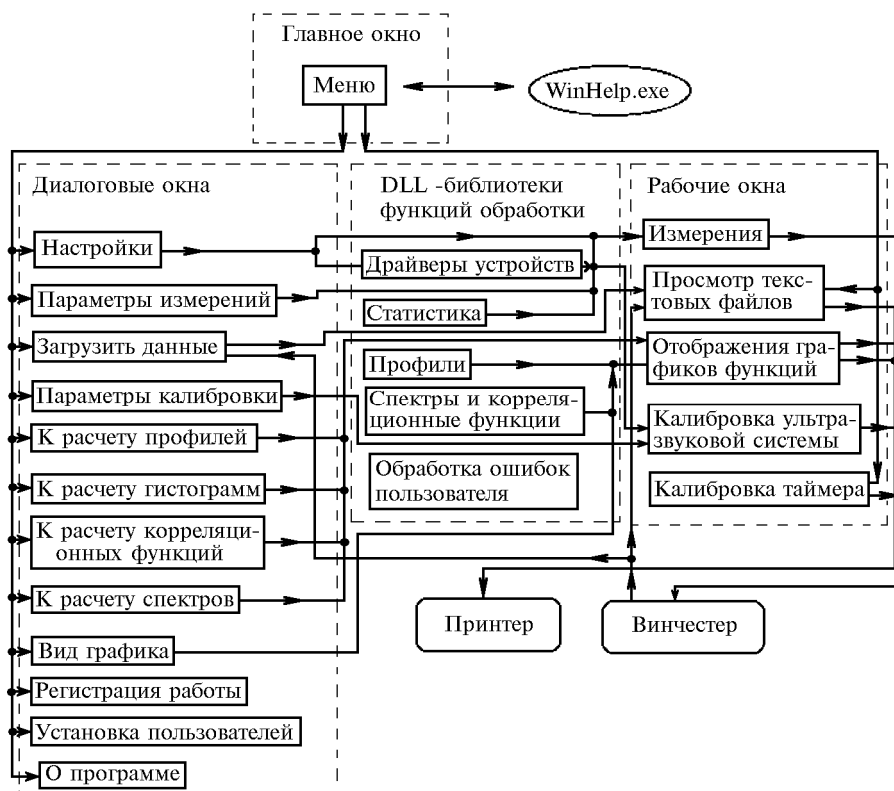 Главное окно
Меню
WinHelp.exe
Диалоговые окна
Настройки
Параметры измерений
Загрузить данные
Параметры калибровки
К расчету профилей
К расчету гистограмм
К расчету корреляци-
онных функций
К расчету спектров
Вид графика
Регистрация работы
Установка пользователей
О программе
DLL -библиотеки
функций обработки
Драйверы устройств
Статистика
Профили
Спектры и корреля-
ционные функции
Обработка ошибок
пользователя
Рабочие окна
Измерения
Просмотр текс-
товых файлов
Отображения гра-
фиков функций
Калибровка ультра-
звуковой системы
Калибровка таймера
Принтер
Винчестер